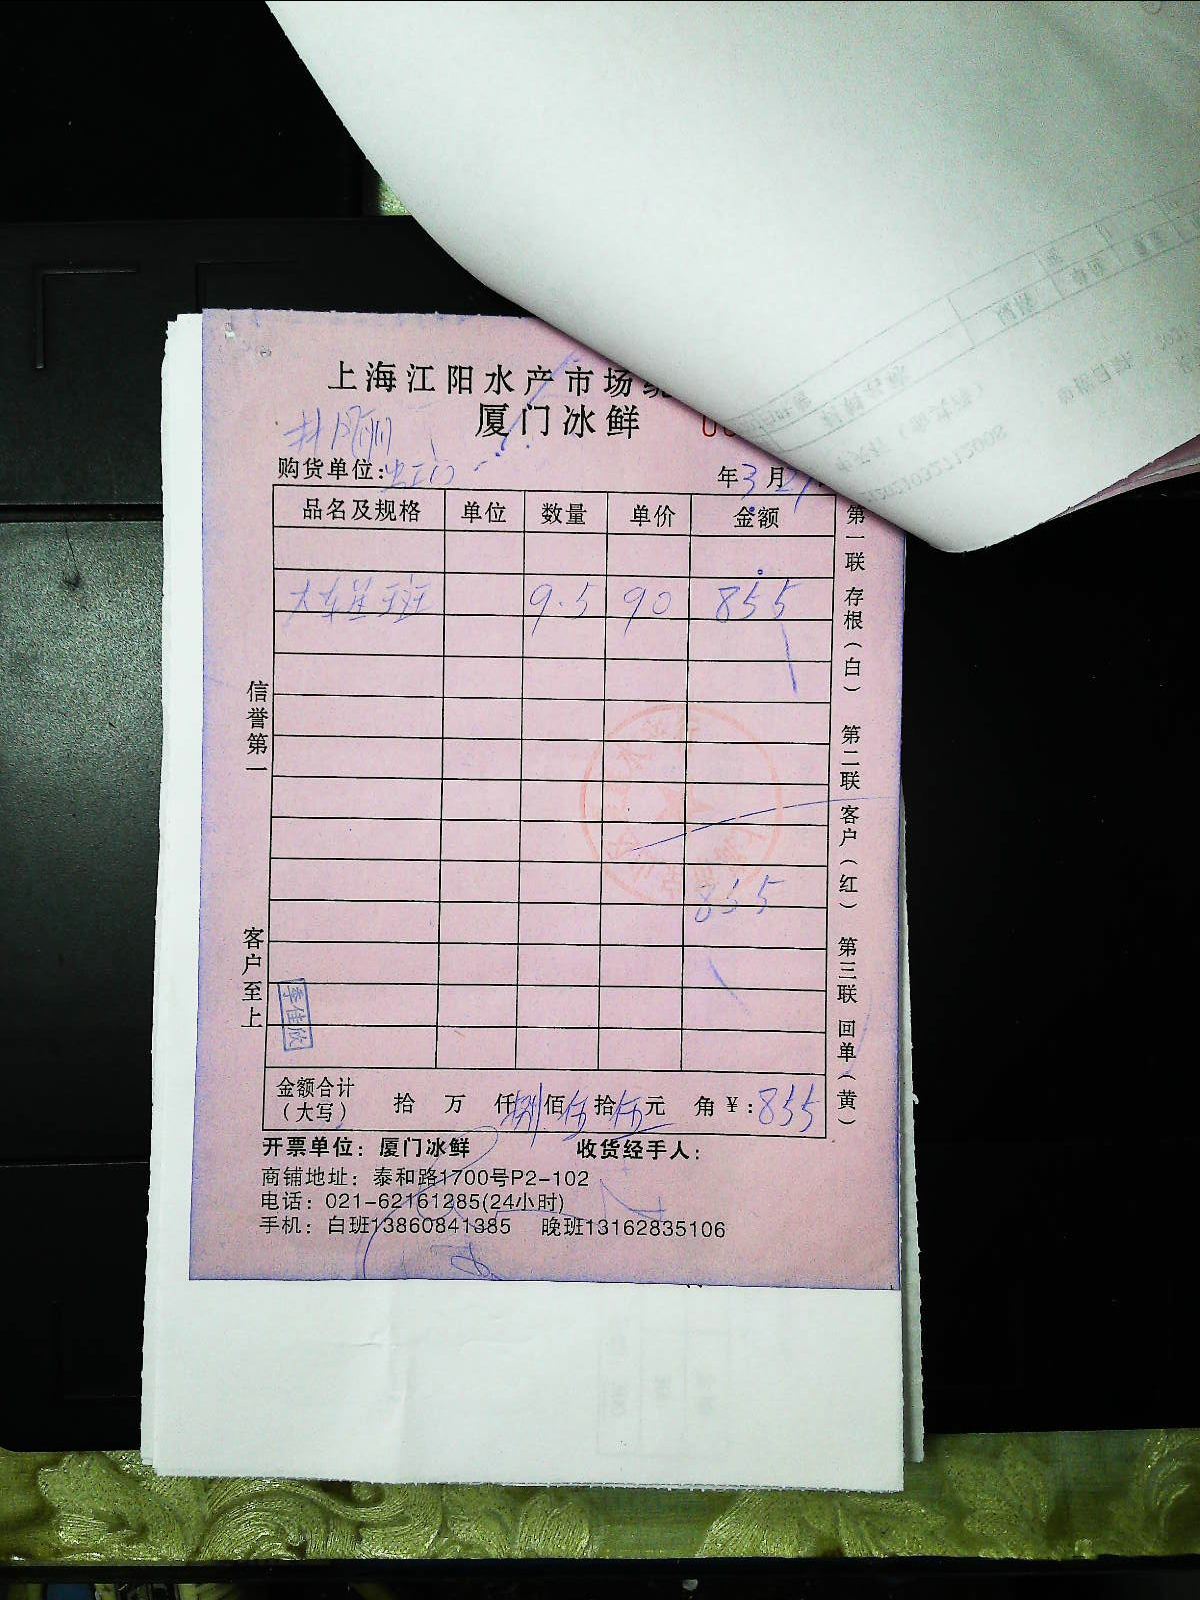 上海江阳水产市场统
厦门冰鲜
购货单位:
年3月
品名及规格 单位 数量 单价 金额
9.5 90 855
855
信誉第一
客户至上
李佳欣
第一联 存根(白) 第二联 客户(红) 第三联 回单(黄)
金额合计(大写) 拾 万 仟捌佰伍拾伍元 角 ¥:855
开票单位:厦门冰鲜 收货经手人:
商铺地址:泰和路1700号P2-102
电话:021-62161285(24小时)
手机:白班13860841385 晚班13162835106